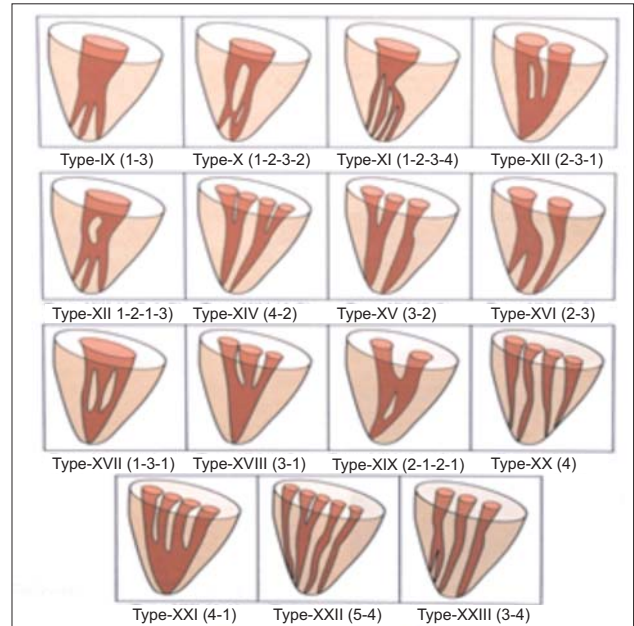 Type-IX (1-3) Type-X (1-2-3-2) Type-XI (1-2-3-4) Type-XII (2-3-1)
Type-XII 1-2-1-3) Type-XIV (4-2) Type-XV (3-2) Type-XVI (2-3)
Type-XVII (1-3-1) Type-XVIII (3-1) Type-XIX (2-1-2-1) Type-XX (4)
Type-XXI (4-1) Type-XXII (5-4) Type-XXIII (3-4)